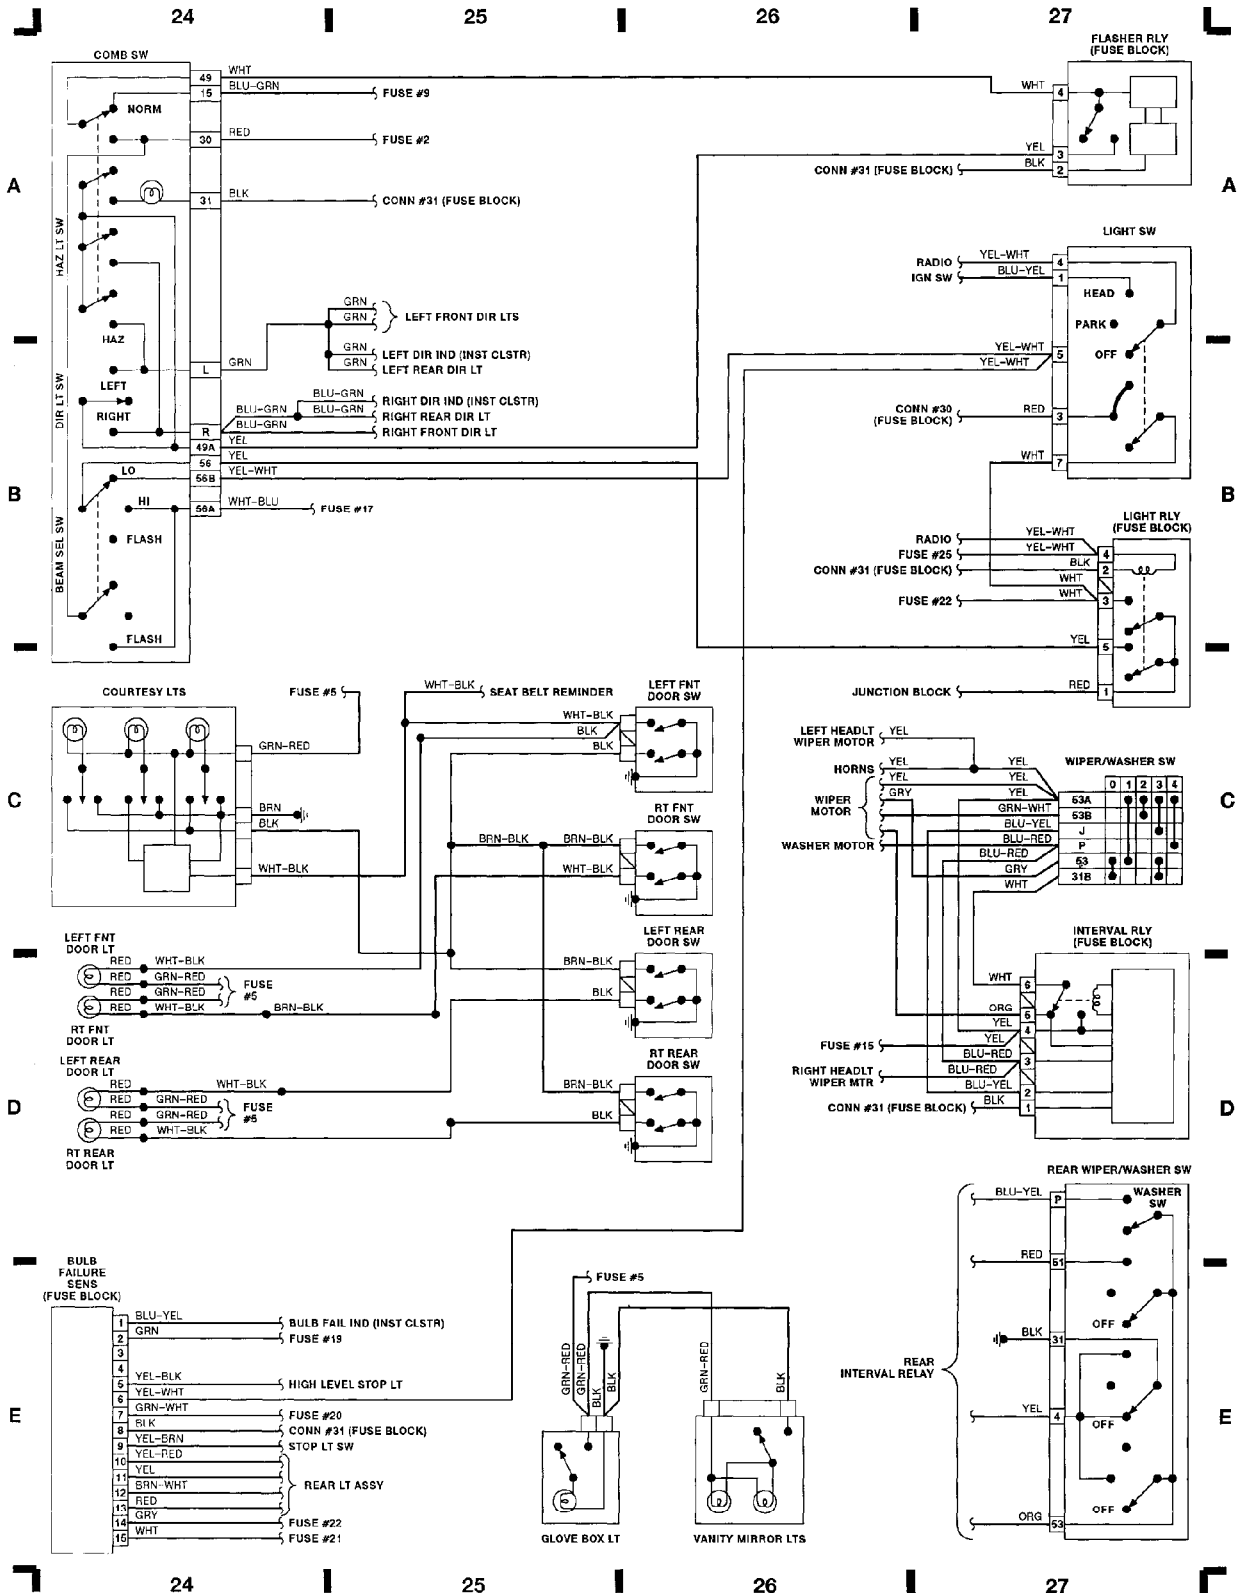 24 25 26 27
COMB SW
49 WHT
15 BLU-GRN FUSE #9
NORM
30 RED FUSE #2
A
31 BLK CONN #31 (FUSE BLOCK)
HAZ LT SW
HAZ
GRN
GRN
LEFT FRONT DIR LTS
GRN LEFT DIR IND (INST CLSTR)
GRN LEFT REAR DIR LT
L GRN
DIR LT SW
LEFT
RIGHT
BLU-GRN RIGHT DIR IND (INST CLSTR)
BLU-GRN BLU-GRN RIGHT REAR DIR LT
R BLU-GRN RIGHT FRONT DIR LT
49A YEL
56 YEL
LO
56B YEL-WHT
B
HI
56A WHT-BLU FUSE #17
BEAM SEL SW
FLASH
FLASH
FLASHER RLY
(FUSE BLOCK)
WHT 4
YEL 3
CONN #31 (FUSE BLOCK) BLK 2
A
LIGHT SW
RADIO YEL-WHT 4
IGN SW BLU-YEL 1
HEAD
PARK
OFF
YEL-WHT 5
YEL-WHT
CONN #30
(FUSE BLOCK)
RED 3
WHT 7
B
LIGHT RLY
(FUSE BLOCK)
RADIO YEL-WHT
FUSE #25 YEL-WHT 4
CONN #31 (FUSE BLOCK) BLK 2
WHT
FUSE #22 WHT 3
YEL 5
JUNCTION BLOCK RED 1
COURTESY LTS
FUSE #5
GRN-RED
BRN
BLK
WHT-BLK
C
WHT-BLK SEAT BELT REMINDER
LEFT FNT
DOOR SW
WHT-BLK
BLK
BLK
RT FNT
DOOR SW
BRN-BLK BRN-BLK
WHT-BLK
LEFT REAR
DOOR SW
BRN-BLK
BLK
RT REAR
DOOR SW
BRN-BLK
BLK
LEFT FNT
DOOR LT
RED WHT-BLK
RED GRN-RED
RED GRN-RED
RED WHT-BLK BRN-BLK
FUSE
#5
RT FNT
DOOR LT
LEFT REAR
DOOR LT
RED WHT-BLK
RED GRN-RED
RED GRN-RED
RED WHT-BLK
FUSE
#5
RT REAR
DOOR LT
D
LEFT HEADLT
WIPER MOTOR
YEL
HORNS YEL YEL
YEL YEL
GRY YEL
WIPER
MOTOR
WASHER MOTOR
GRN-WHT
BLU-YEL
BLU-RED
BLU-RED
GRY
WHT
WIPER/WASHER SW
0 1 2 3 4
53A
53B
J
P
53
31B
C
INTERVAL RLY
(FUSE BLOCK)
WHT 6
ORG 5
YEL 4
FUSE #15 YEL
BLU-RED 3
RIGHT HEADLT
WIPER MTR
BLU-RED
BLU-YEL 2
CONN #31 (FUSE BLOCK) BLK 1
D
REAR WIPER/WASHER SW
BLU-YEL P
WASHER
SW
RED 51
OFF
BLK 31
REAR
INTERVAL RELAY
YEL 4
OFF
OFF
ORG 53
E
BULB
FAILURE
SENS
(FUSE BLOCK)
1 BLU-YEL BULB FAIL IND (INST CLSTR)
2 GRN FUSE #19
3
4
5 YEL-BLK HIGH LEVEL STOP LT
6 YEL-WHT
7 GRN-WHT FUSE #20
8 BLK CONN #31 (FUSE BLOCK)
9 YEL-BRN STOP LT SW
10 YEL-RED
11 YEL
12 BRN-WHT
13 RED
REAR LT ASSY
14 GRY FUSE #22
15 WHT FUSE #21
E
FUSE #5
GRN-RED
GRN-RED
BLK
BLK
GRN-RED
BLK
GLOVE BOX LT
VANITY MIRROR LTS
24 25 26 27